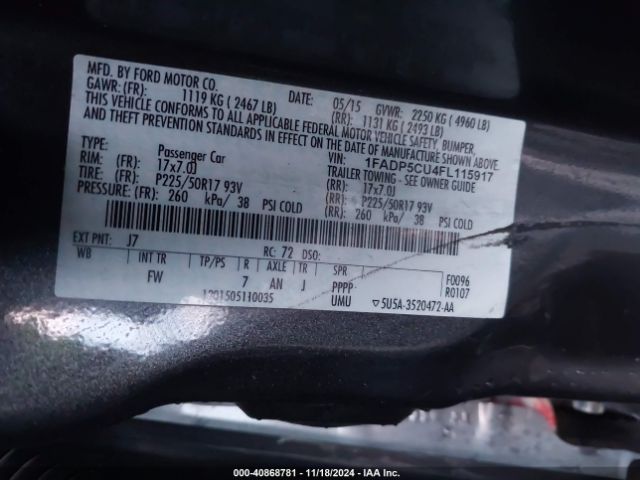 MFD. BY FORD MOTOR CO.
DATE: 05/15 GVWR: 2250 KG ( 4960 LB)
GAWR: (FR): 1119 KG ( 2467 LB) (RR): 1131 KG ( 2493 LB)
THIS VEHICLE CONFORMS TO ALL APPLICABLE FEDERAL MOTOR VEHICLE SAFETY, BUMPER,
AND THEFT PREVENTION STANDARDS IN EFFECT ON THE DATE OF MANUFACTURE SHOWN ABOVE.
VIN: 1FADP5CU4FL115917
TYPE: Passenger Car TRAILER TOWING - SEE OWNER GUIDE
RIM: (FR): 17x7.0J (RR): 17x7.0J
TIRE: (FR): P225/50R17 93V (RR): P225/50R17 93V
PRESSURE: (FR): 260 kPa/ 38 PSI COLD (RR): 260 kPa/ 38 PSI COLD
EXT PNT: J7 RC: 72 DSO:
WB INT TR TP/PS R AXLE TR SPR F0096
FW 7 AN J PPPP R0107
1201505110035 UMU ▽5U5A-3520472-AA
000-40868781 - 11/18/2024 - IAA Inc.